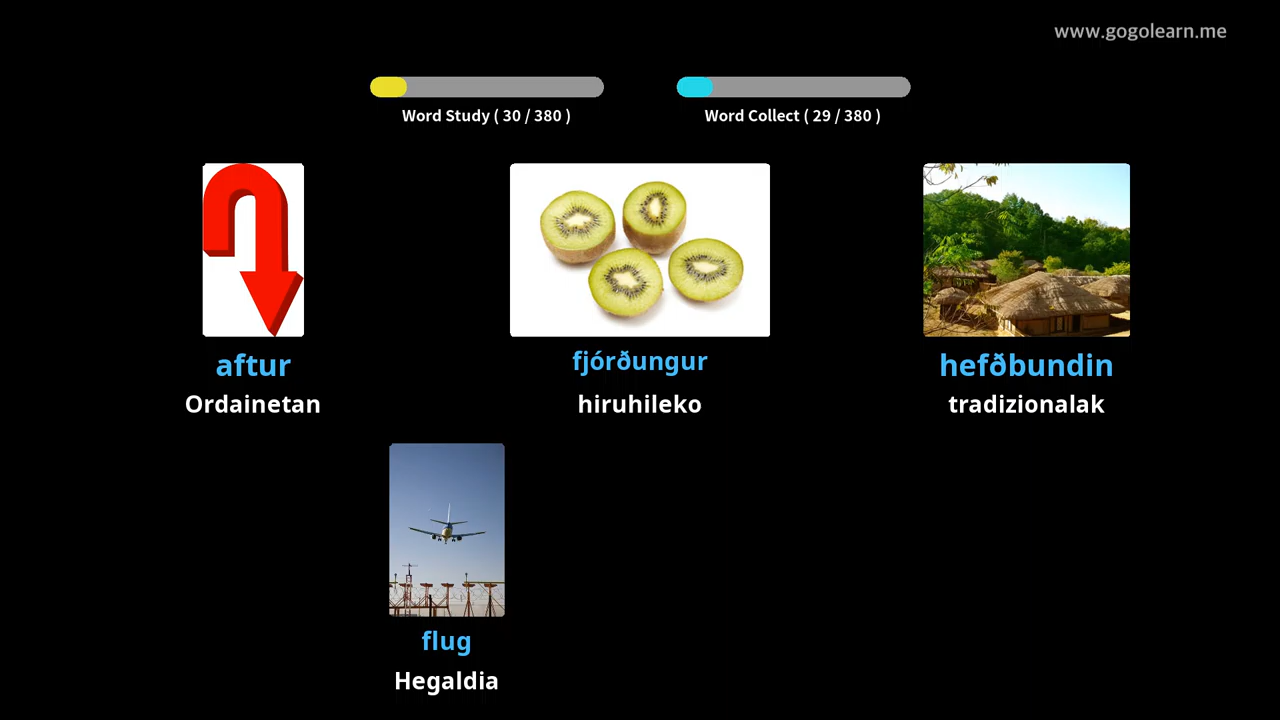 www.gogolearn.me
Word Study ( 30 / 380 )
Word Collect ( 29 / 380 )
aftur
Ordainetan
fjórðungur
hiruhileko
hefðbundin
tradizionalak
flug
Hegaldia